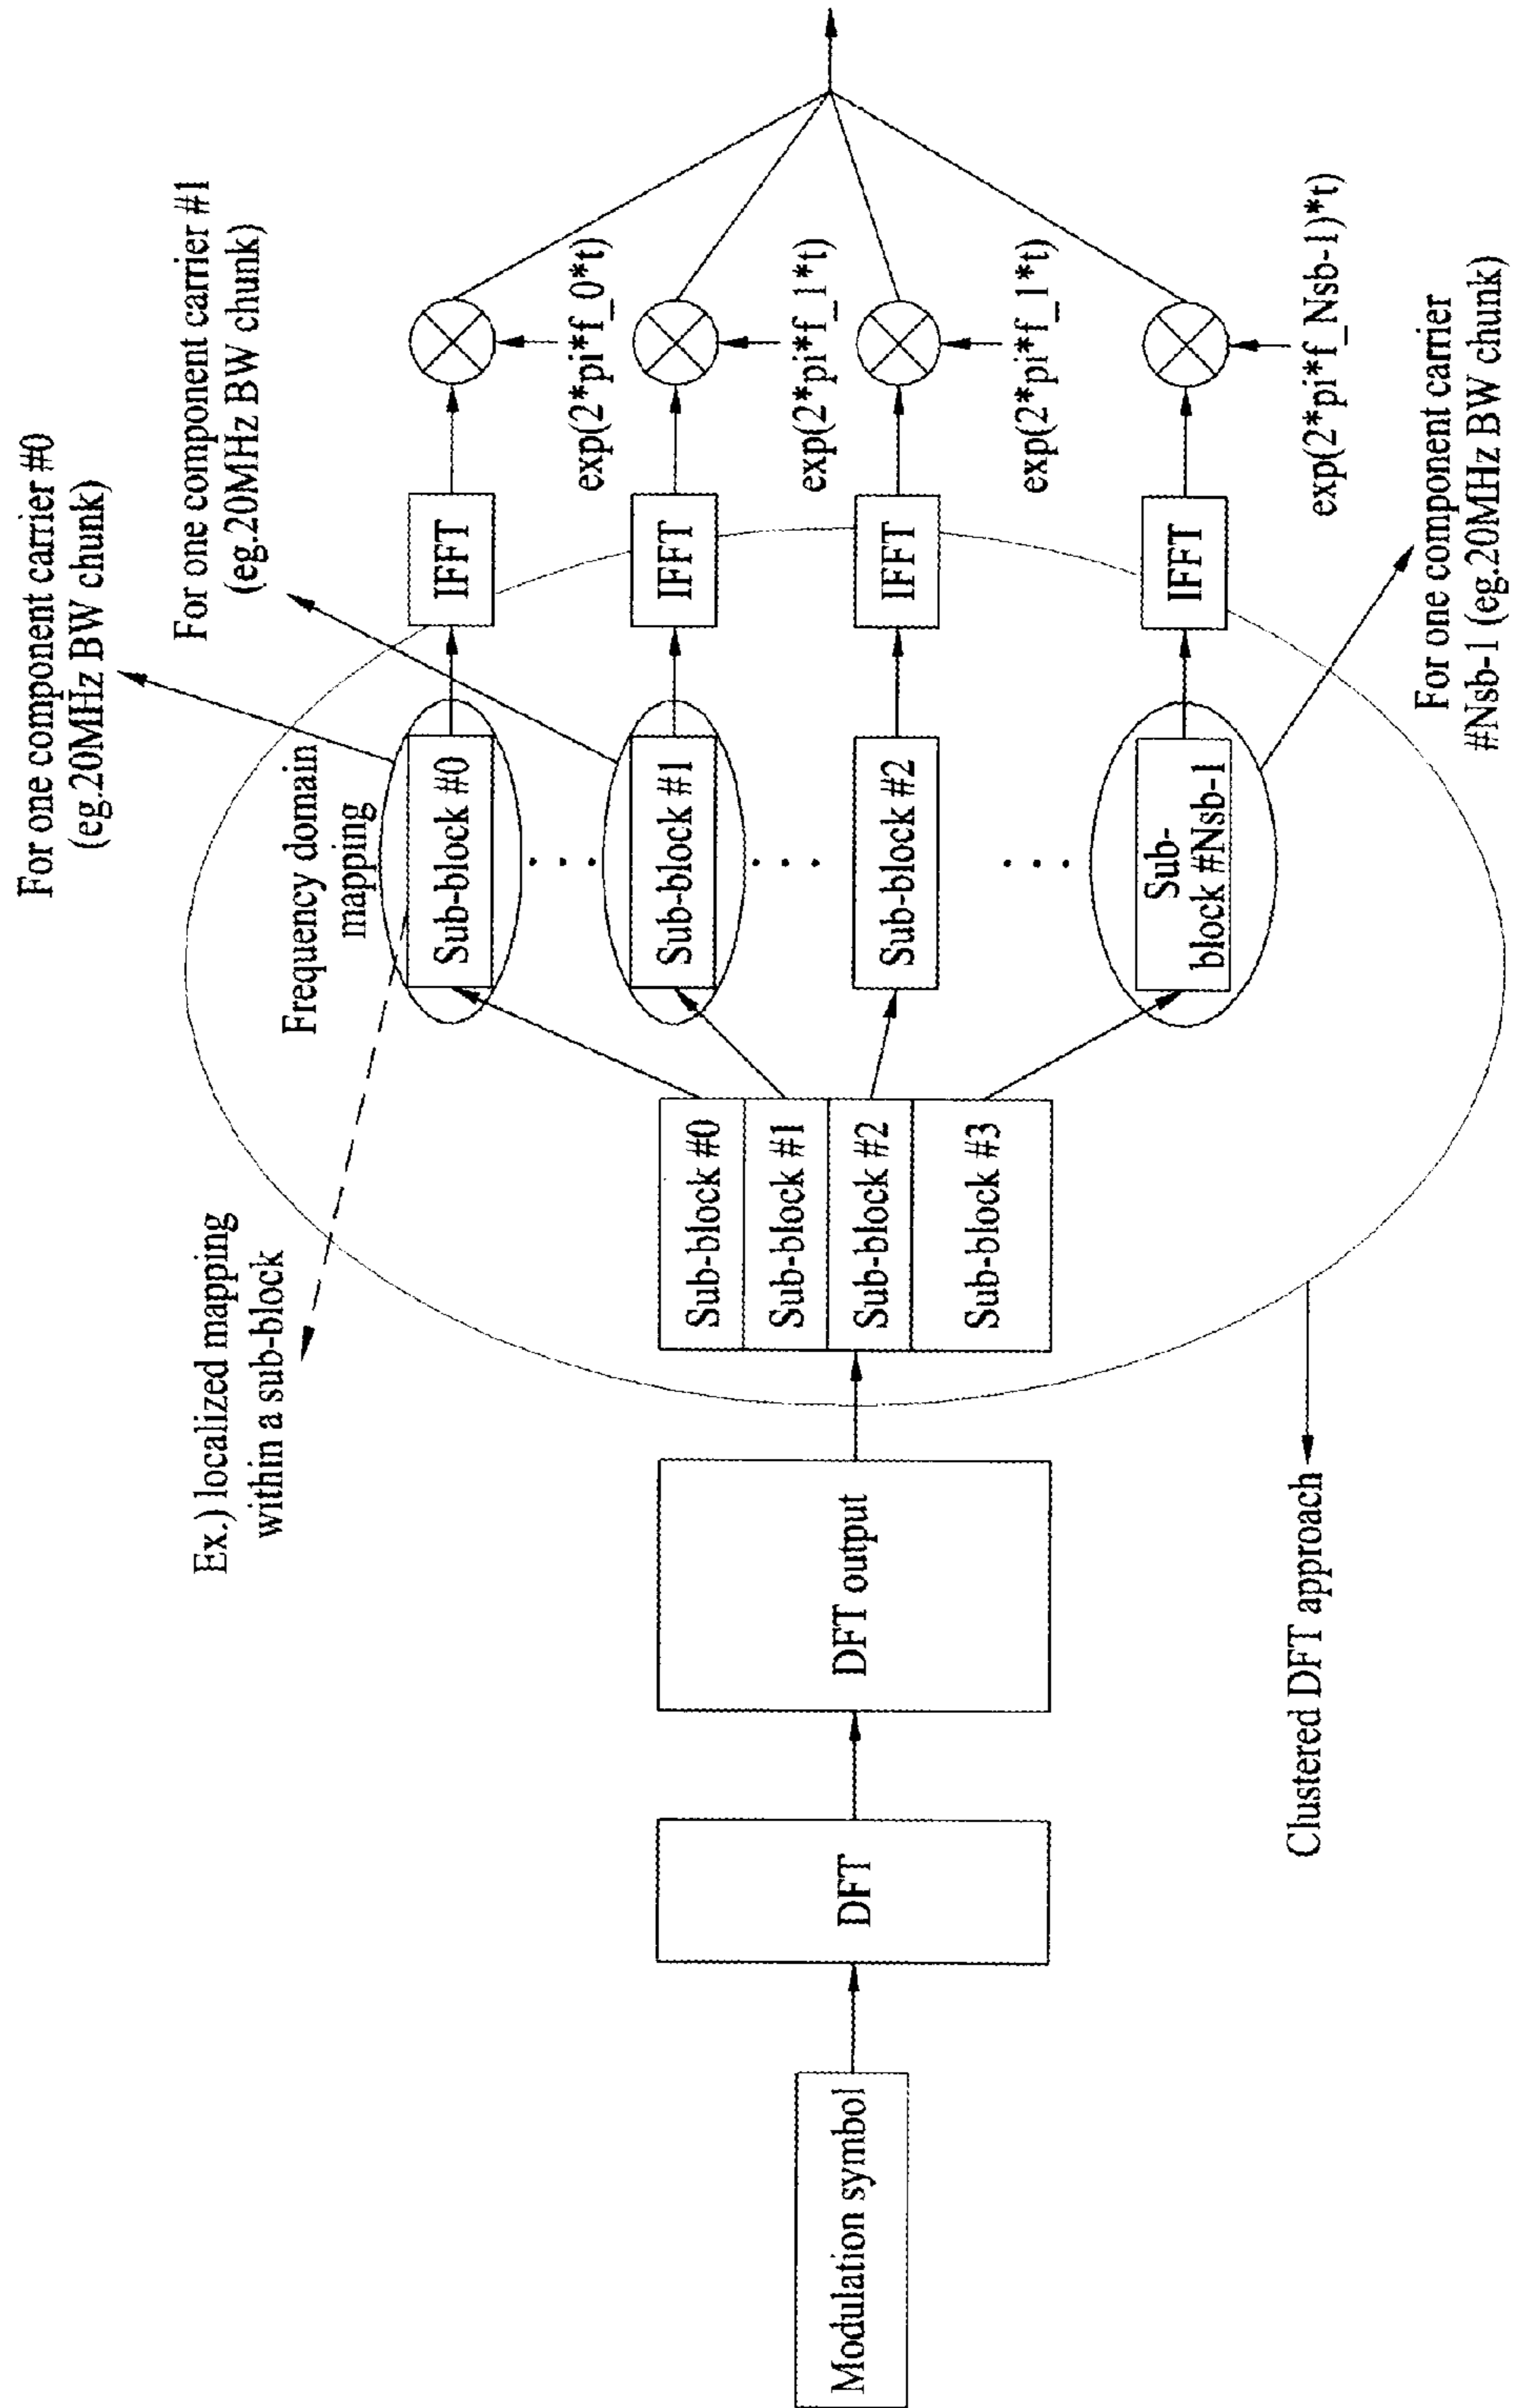 For one component carrier #0
(eg.20MHz BW chunk)
For one component carrier #1
(eg.20MHz BW chunk)
Ex.) localized mapping
within a sub-block
Frequency domain
mapping
Modulation symbol
DFT
DFT output
Sub-block #0
Sub-block #1
Sub-block #2
Sub-block #3
Sub-block #0
IFFT
exp(2*pi*f_0*t)
Sub-block #1
IFFT
exp(2*pi*f_1*t)
Sub-block #2
IFFT
exp(2*pi*f_1*t)
Sub-
block #Nsb-1
IFFT
exp(2*pi*f_Nsb-1)*t)
Clustered DFT approach
For one component carrier
#Nsb-1 (eg.20MHz BW chunk)